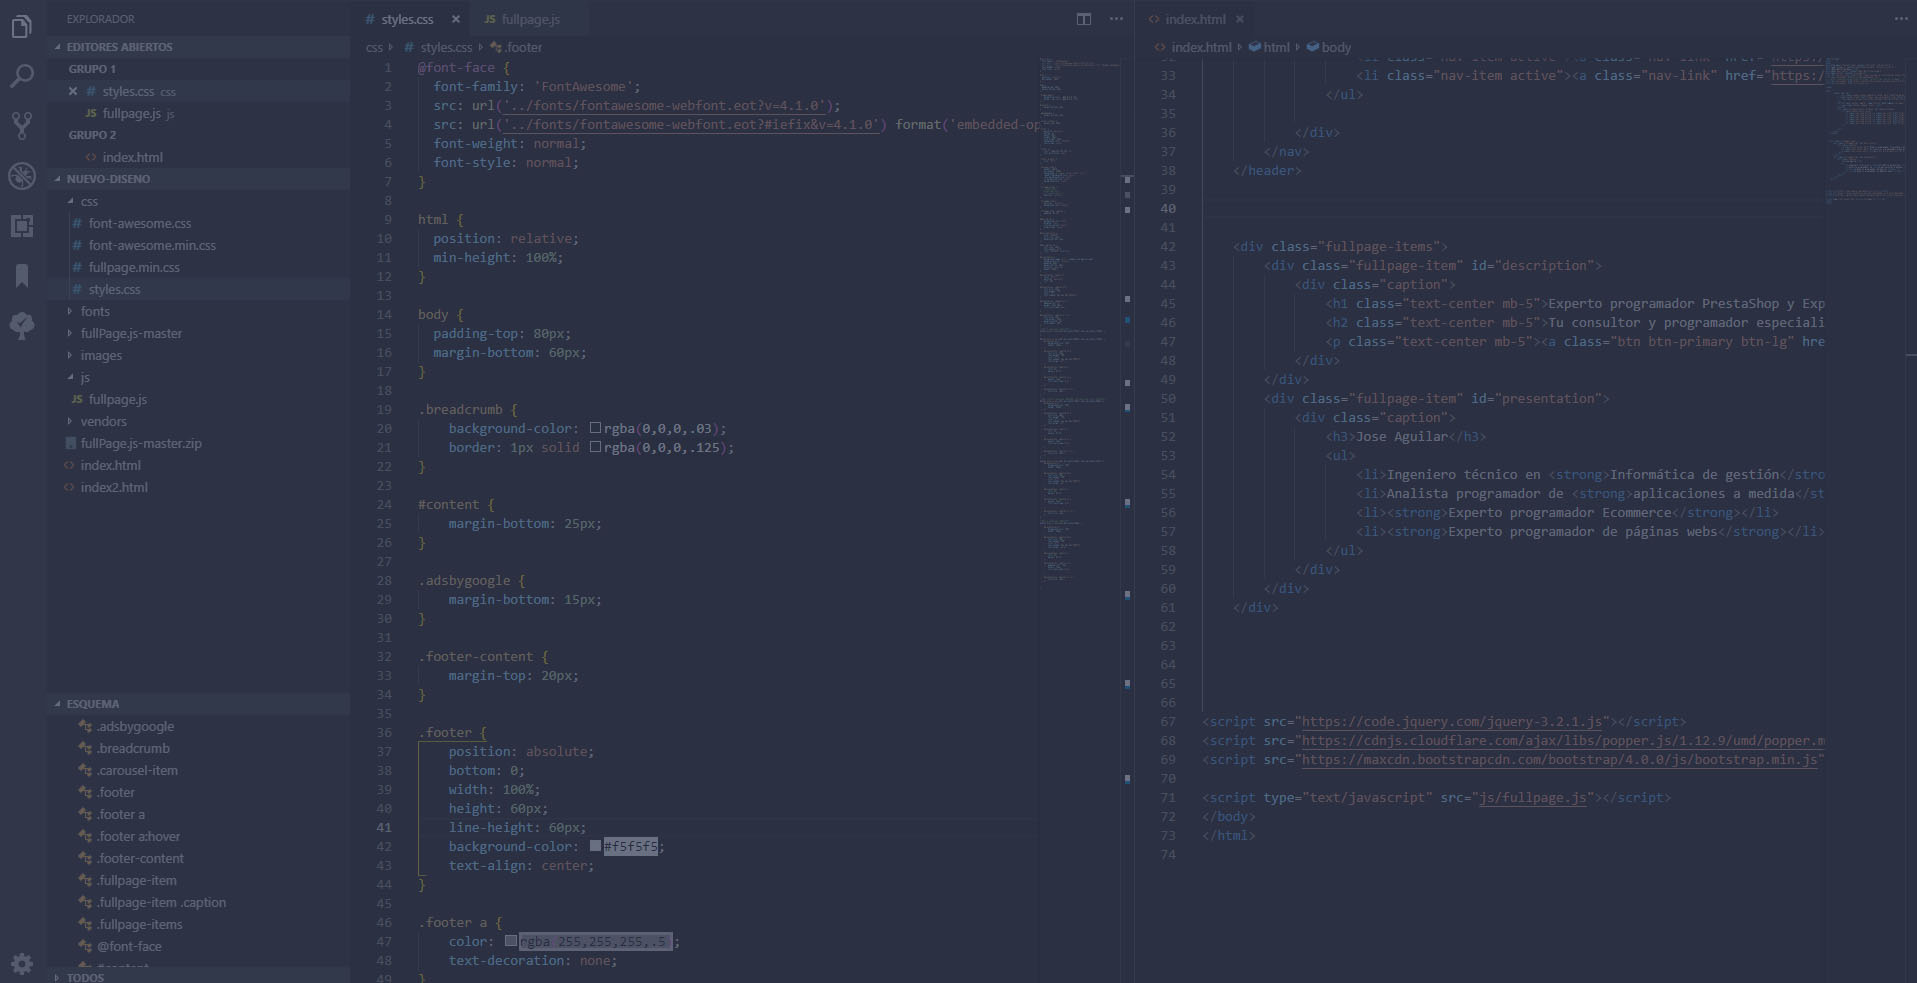 EXPLORADOR
EDITORES ABIERTOS
GRUPO 1
styles.css css
fullpage.js js
GRUPO 2
index.html
NUEVO-DISENO
css
font-awesome.css
font-awesome.min.css
fullpage.min.css
styles.css
fonts
fullPage.js-master
images
js
JS fullpage.js
vendors
fullPage.js-master.zip
index.html
index2.html
ESQUEMA
.adsbygoogle
.breadcrumb
.carousel-item
.footer
.footer a
.footer a:hover
.footer-content
.fullpage-item
.fullpage-item .caption
.fullpage-items
@font-face
TODOS
# styles.css × JS fullpage.js
css # styles.css .footer
1 @font-face {
2 font-family: 'FontAwesome';
3 src: url('../fonts/fontawesome-webfont.eot?v=4.1.0');
4 src: url('../fonts/fontawesome-webfont.eot?#iefix&v=4.1.0') format('embedded-op
5 font-weight: normal;
6 font-style: normal;
7 }
8
9 html {
10 position: relative;
11 min-height: 100%;
12 }
13
14 body {
15 padding-top: 80px;
16 margin-bottom: 60px;
17 }
18
19 .breadcrumb {
20 background-color: rgba(0,0,0,.03);
21 border: 1px solid rgba(0,0,0,.125);
22 }
23
24 #content {
25 margin-bottom: 25px;
26 }
27
28 .adsbygoogle {
29 margin-bottom: 15px;
30 }
31
32 .footer-content {
33 margin-top: 20px;
34 }
35
36 .footer {
37 position: absolute;
38 bottom: 0;
39 width: 100%;
40 height: 60px;
41 line-height: 60px;
42 background-color: #f5f5f5;
43 text-align: center;
44 }
45
46 .footer a {
47 color: rgba 255,255,255,.5 ;
48 text-decoration: none;
49 }
<> index.html ×
<> index.html html body
33 <li class="nav-item active"><a class="nav-link" href="https:/
34 </ul>
35
36 </div>
37 </nav>
38 </header>
39
40
41
42 <div class="fullpage-items">
43 <div class="fullpage-item" id="description">
44 <div class="caption">
45 <h1 class="text-center mb-5">Experto programador PrestaShop y Exp
46 <h2 class="text-center mb-5">Tu consultor y programador especiali
47 <p class="text-center mb-5"><a class="btn btn-primary btn-lg" hre
48 </div>
49 </div>
50 <div class="fullpage-item" id="presentation">
51 <div class="caption">
52 <h3>Jose Aguilar</h3>
53 <ul>
54 <li>Ingeniero técnico en <strong>Informática de gestión</stro
55 <li>Analista programador de <strong>aplicaciones a medida</st
56 <li><strong>Experto programador Ecommerce</strong></li>
57 <li><strong>Experto programador de páginas webs</strong></li>
58 </ul>
59 </div>
60 </div>
61 </div>
62
63
64
65
66
67 <script src="https://code.jquery.com/jquery-3.2.1.js"></script>
68 <script src="https://cdnjs.cloudflare.com/ajax/libs/popper.js/1.12.9/umd/popper.m
69 <script src="https://maxcdn.bootstrapcdn.com/bootstrap/4.0.0/js/bootstrap.min.js"
70
71 <script type="text/javascript" src="js/fullpage.js"></script>
72 </body>
73 </html>
74